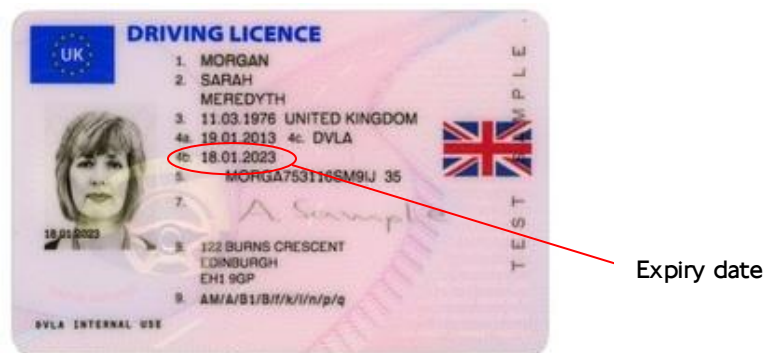 UK
DRIVING LICENCE
1. MORGAN
2. SARAH
MEREDYTH
3. 11.03.1976 UNITED KINGDOM
4a. 19.01.2013 4c. DVLA
4b. 18.01.2023
5. MORGA753116SM9IJ 35
7. A Sample
18.01.2023
8. 122 BURNS CRESCENT
EDINBURGH
EH1 9GP
9. AM/A/B1/B/f/k/l/n/p/q
DVLA INTERNAL USE
TEST SAMPLE
Expiry date